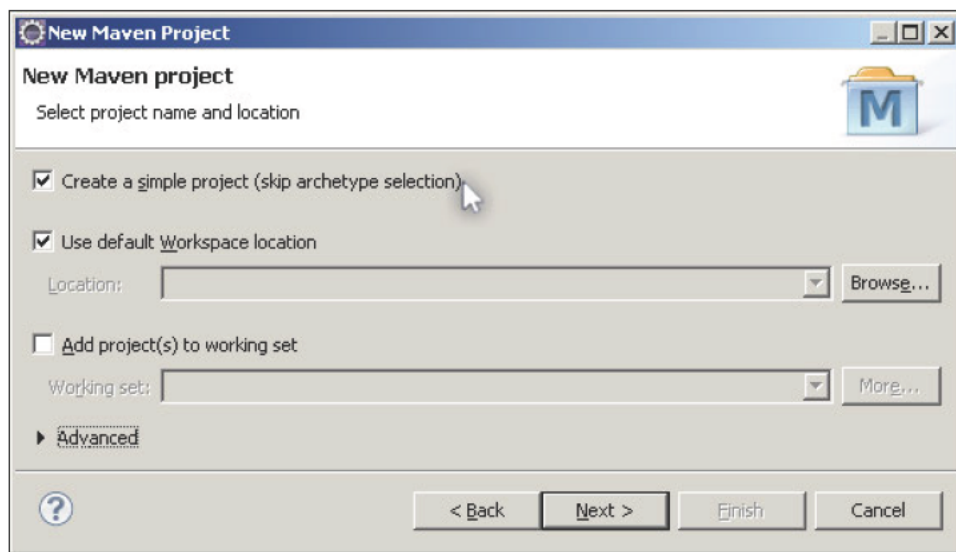 New Maven Project
New Maven project
Select project name and location
M
Create a simple project (skip archetype selection)
Use default Workspace location
Location:
Browse...
Add project(s) to working set
Working set:
More...
Advanced
?
< Back
Next >
Finish
Cancel